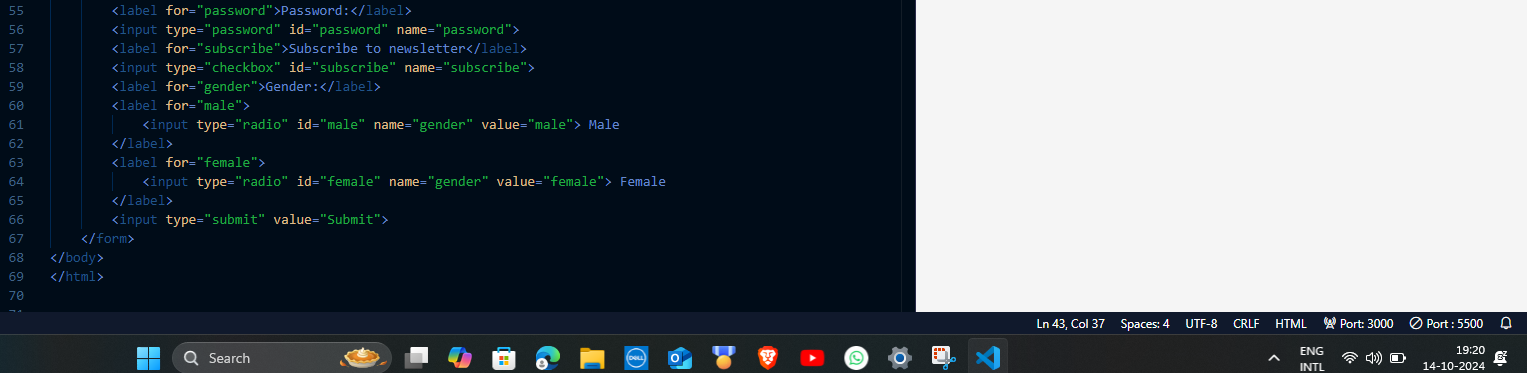 55 <label for="password">Password:</label>
56 <input type="password" id="password" name="password">
57 <label for="subscribe">Subscribe to newsletter</label>
58 <input type="checkbox" id="subscribe" name="subscribe">
59 <label for="gender">Gender:</label>
60 <label for="male">
61 <input type="radio" id="male" name="gender" value="male"> Male
62 </label>
63 <label for="female">
64 <input type="radio" id="female" name="gender" value="female"> Female
65 </label>
66 <input type="submit" value="Submit">
67 </form>
68 </body>
69 </html>
70
Ln 43, Col 37 Spaces: 4 UTF-8 CRLF HTML Port: 3000 Port : 5500
Search
DELL
ENG
INTL
19:20
14-10-2024